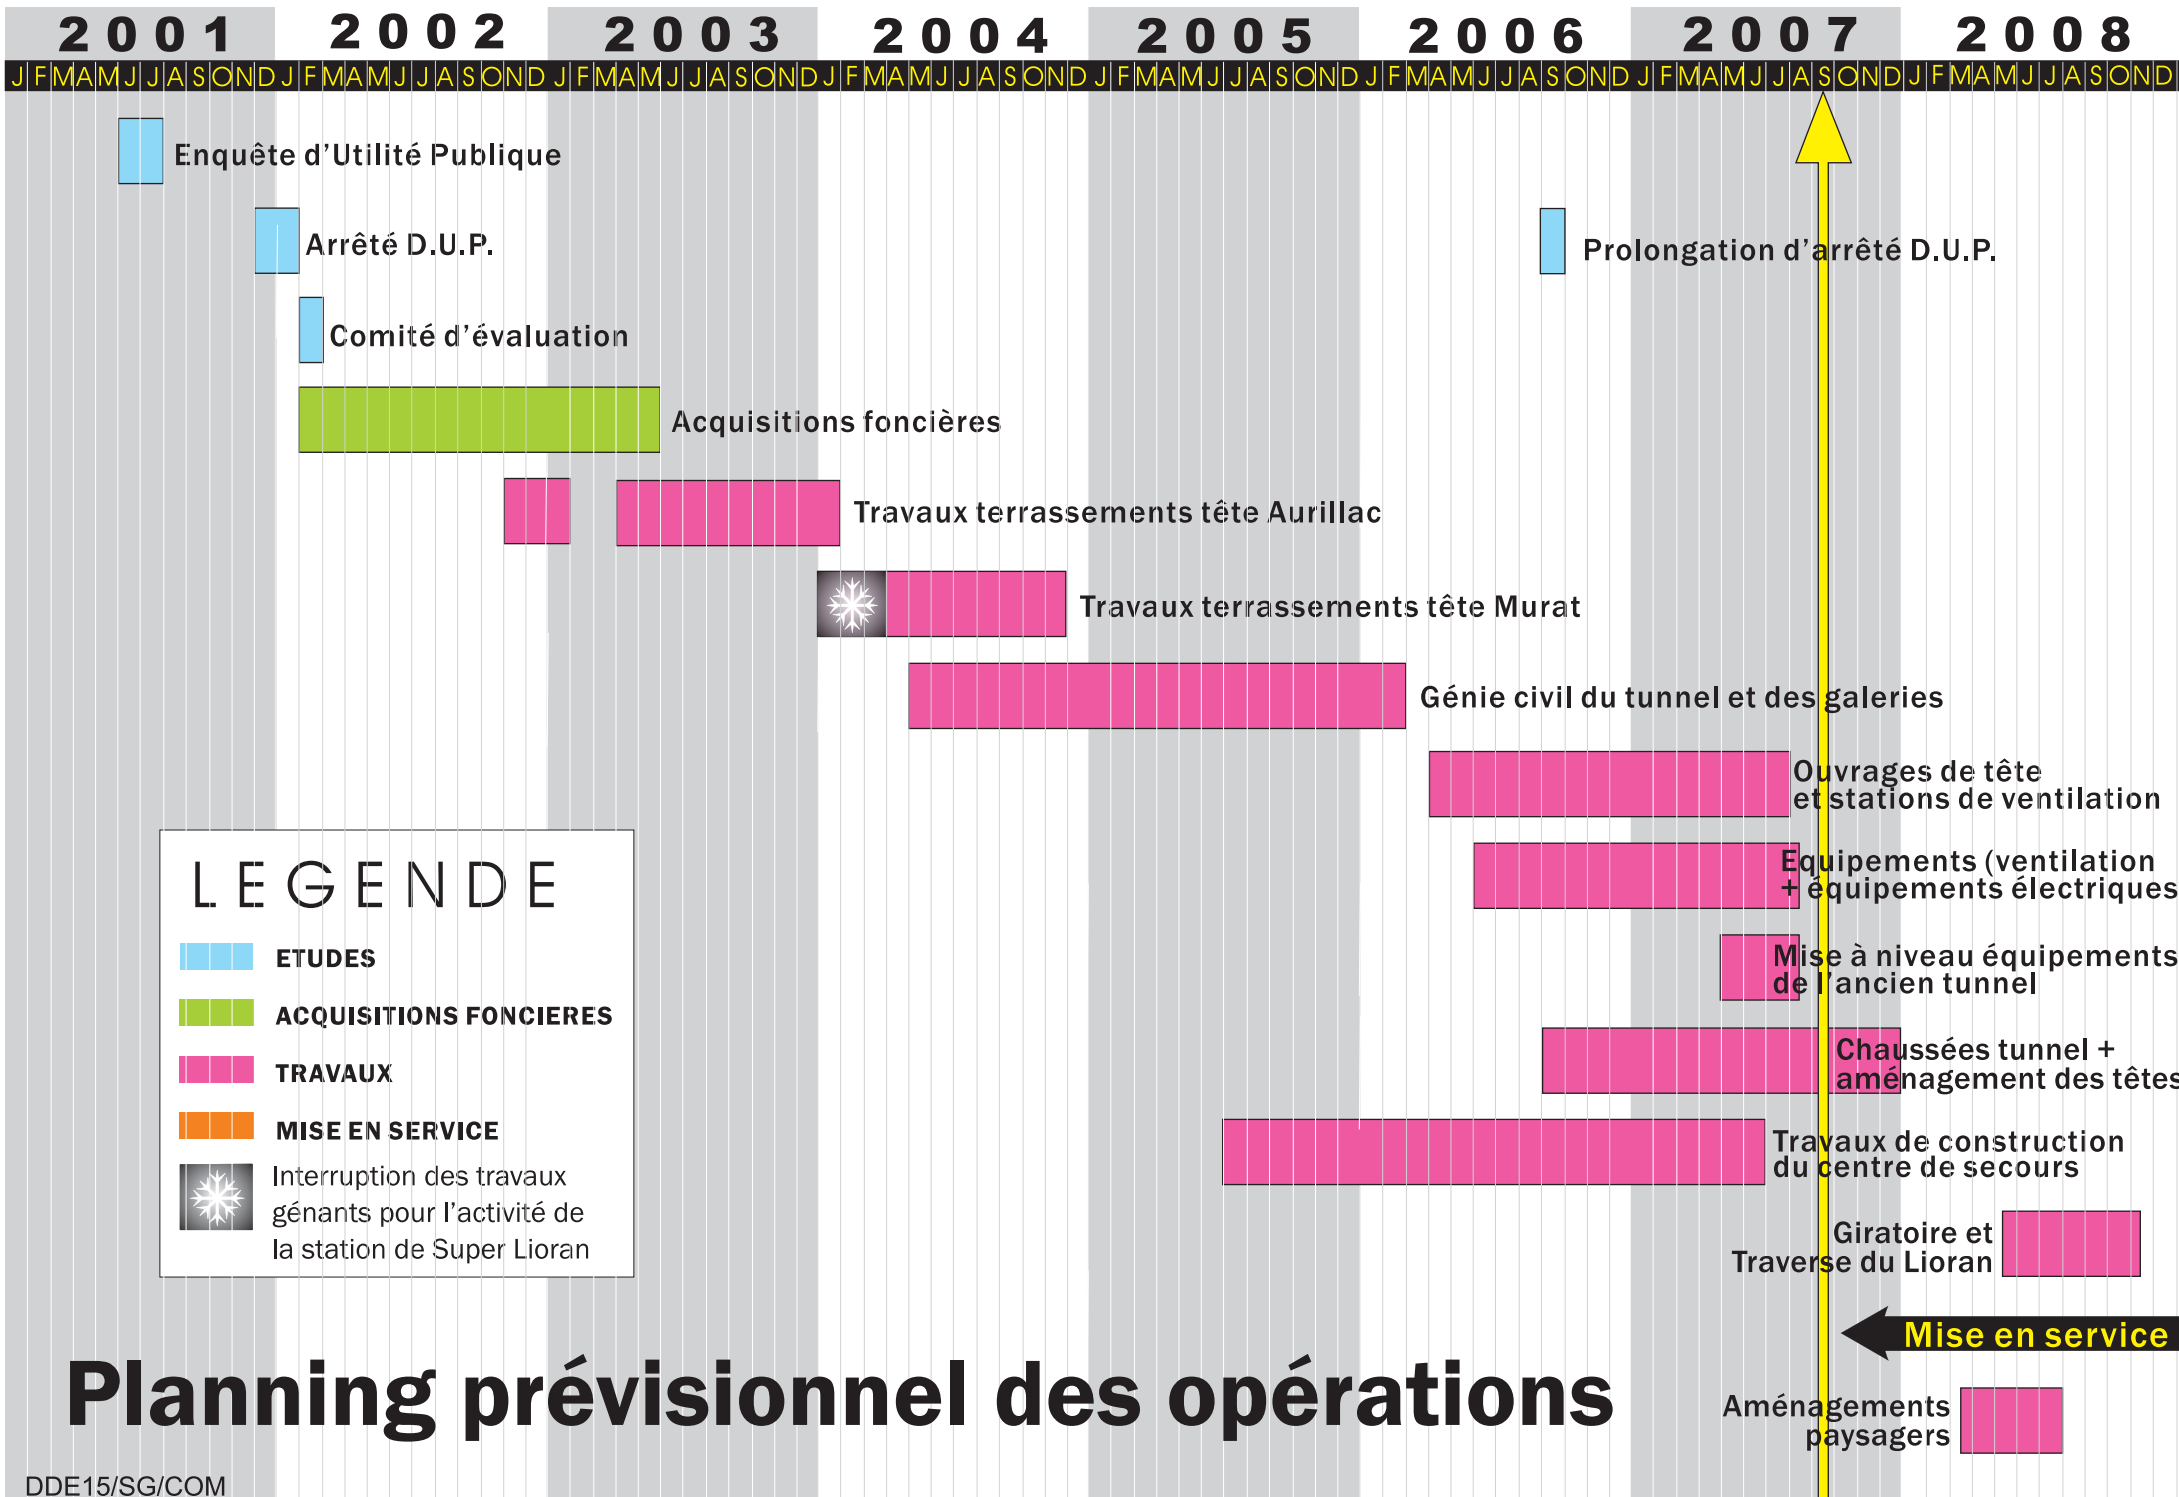 2001 2002 2003 2004 2005 2006 2007 2008
J F M A M J J A S O N D J F M A M J J A S O N D J F M A M J J A S O N D J F M A M J J A S O N D J F M A M J J A S O N D J F M A M J J A S O N D J F M A M J J A S O N D J F M A M J J A S O N D
Enquête d'Utilité Publique
Arrêté D.U.P.
Prolongation d'arrêté D.U.P.
Comité d'évaluation
Acquisitions foncières
Travaux terrassements tête Aurillac
Travaux terrassements tête Murat
Génie civil du tunnel et des galeries
Ouvrages de tête
et stations de ventilation
Equipements (ventilation
+ équipements électriques
Mise à niveau équipements
de l'ancien tunnel
Chaussées tunnel +
aménagement des têtes
Travaux de construction
du centre de secours
Giratoire et
Traverse du Lioran
Mise en service
Aménagements
paysagers
LEGENDE
ETUDES
ACQUISITIONS FONCIERES
TRAVAUX
MISE EN SERVICE
Interruption des travaux
génants pour l'activité de
la station de Super Lioran
Planning prévisionnel des opérations
DDE15/SG/COM